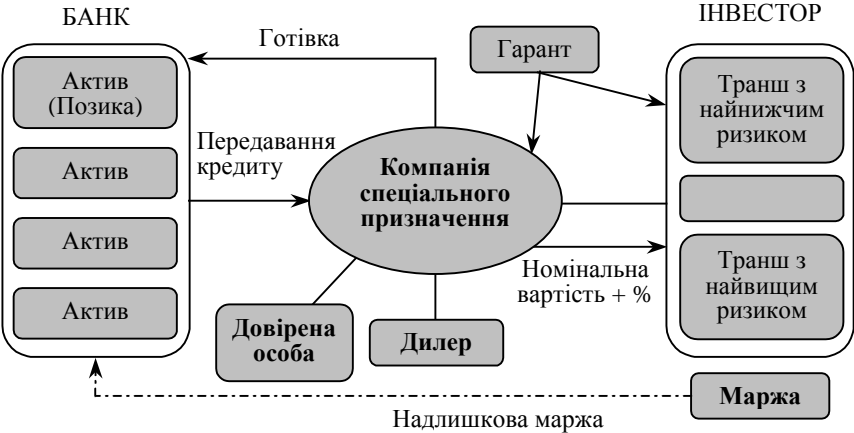 БАНК
ІНВЕСТОР
Готівка
Гарант
Актив
(Позика)
Транш з
найнижчим
ризиком
Передавання
кредиту
Актив
Компанія
спеціального
призначення
Актив
Номінальна
вартість + %
Транш з
найвищим
ризиком
Актив
Довірена
особа
Дилер
Маржа
Надлишкова маржа